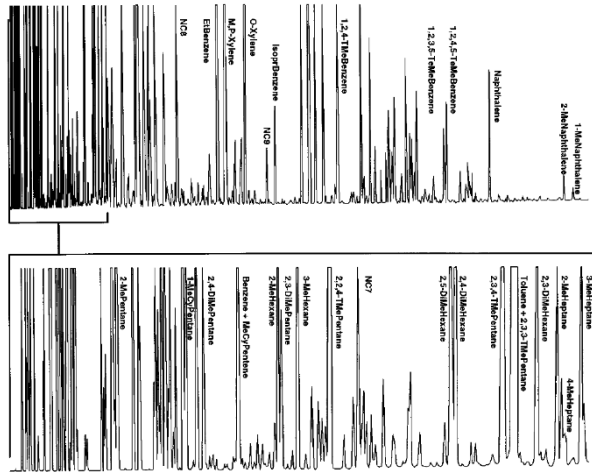 NC8
EtBenzene
M,P-Xylene
O-Xylene
NC9
IsoprBenzene
1,2,4-TMeBenzene
1,2,3,5-TeMeBenzene
1,2,4,5-TeMeBenzene
Naphthalene
2-MeNaphthalene
1-MeNaphthalene
2-MePentane
1-MeCyPentane
2,4-DiMePentane
Benzene + MeCyPentene
2-MeHexane
2,3-DiMePentane
3-MeHexane
2,2,4-TMePentane
NC7
2,5-DiMeHexane
2,4-DiMeHexane
2,3,4-TMePentane
Toluene + 2,3,3-TMePentane
2,3-DiMeHexane
2-MeHeptane
4-MeHeptane
3-MeHeptane